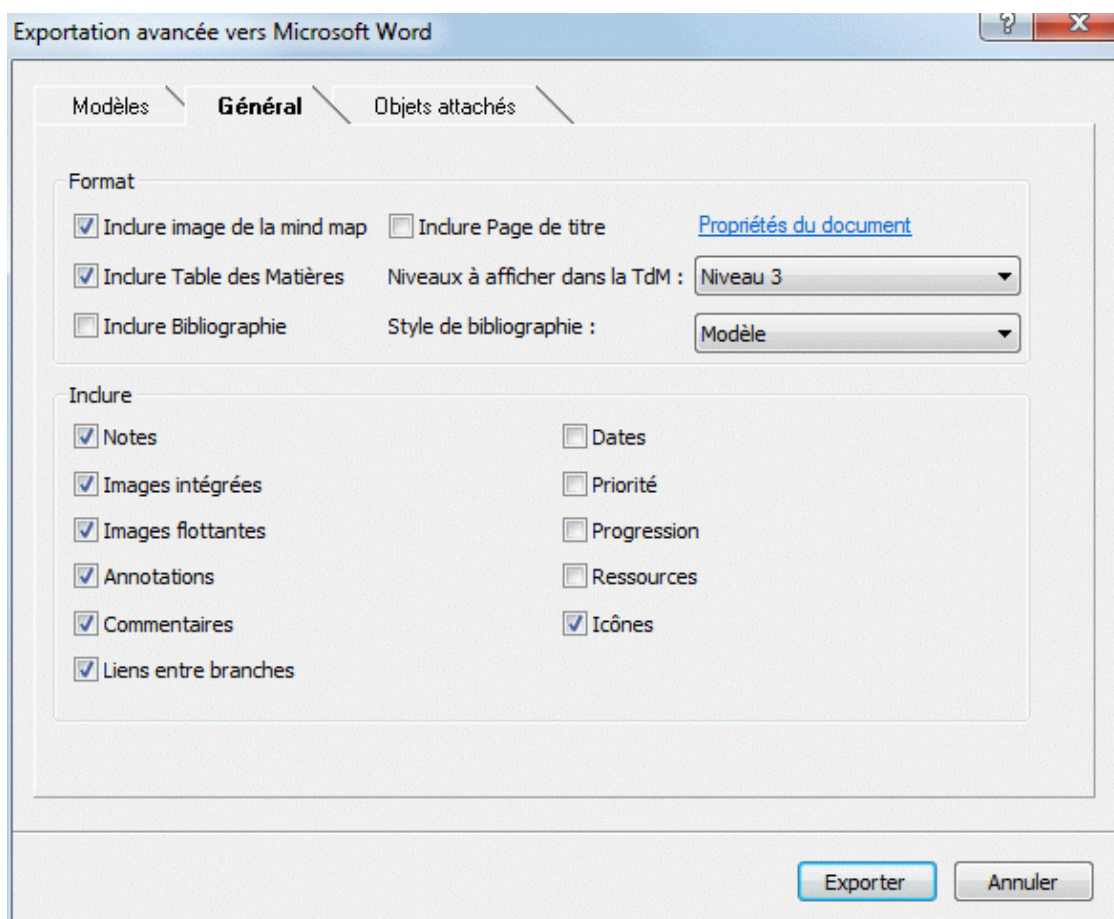 Exportation avancée vers Microsoft Word
? X
Modèles Général Objets attachés
Format
Inclure image de la mind map Inclure Page de titre Propriétés du document
Inclure Table des Matières Niveaux à afficher dans la TdM : Niveau 3
Inclure Bibliographie Style de bibliographie : Modèle
Inclure
Notes Dates
Images intégrées Priorité
Images flottantes Progression
Annotations Ressources
Commentaires Icônes
Liens entre branches
Exporter Annuler